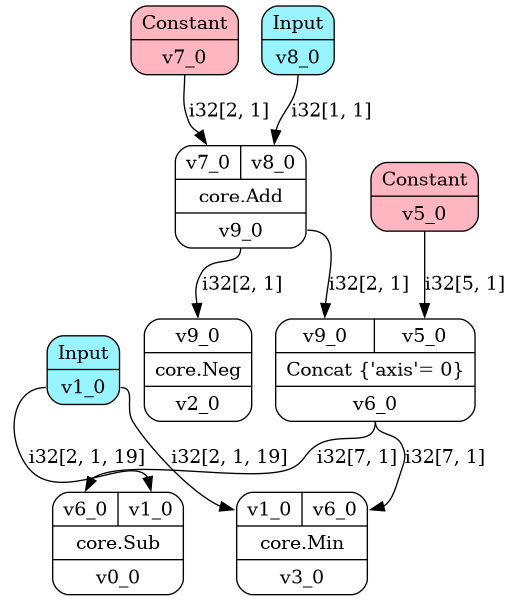 Constant
v7_0
Input
v8_0
i32[2, 1]
i32[1, 1]
v7_0
v8_0
core.Add
v9_0
Constant
v5_0
i32[2, 1]
i32[2, 1]
i32[5, 1]
v9_0
core.Neg
v2_0
v9_0
v5_0
Concat {'axis'= 0}
v6_0
Input
v1_0
i32[2, 1, 19]
i32[2, 1, 19]
i32[7, 1]
i32[7, 1]
v6_0
v1_0
core.Sub
v0_0
v1_0
v6_0
core.Min
v3_0